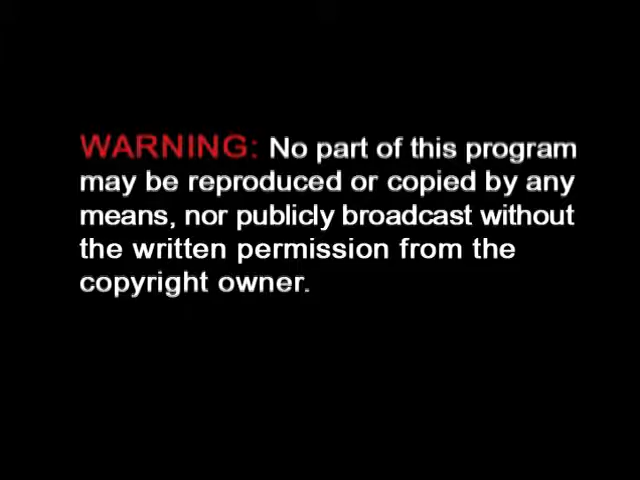 WARNING: No part of this program
may be reproduced or copied by any
means, nor publicly broadcast without
the written permission from the
copyright owner.